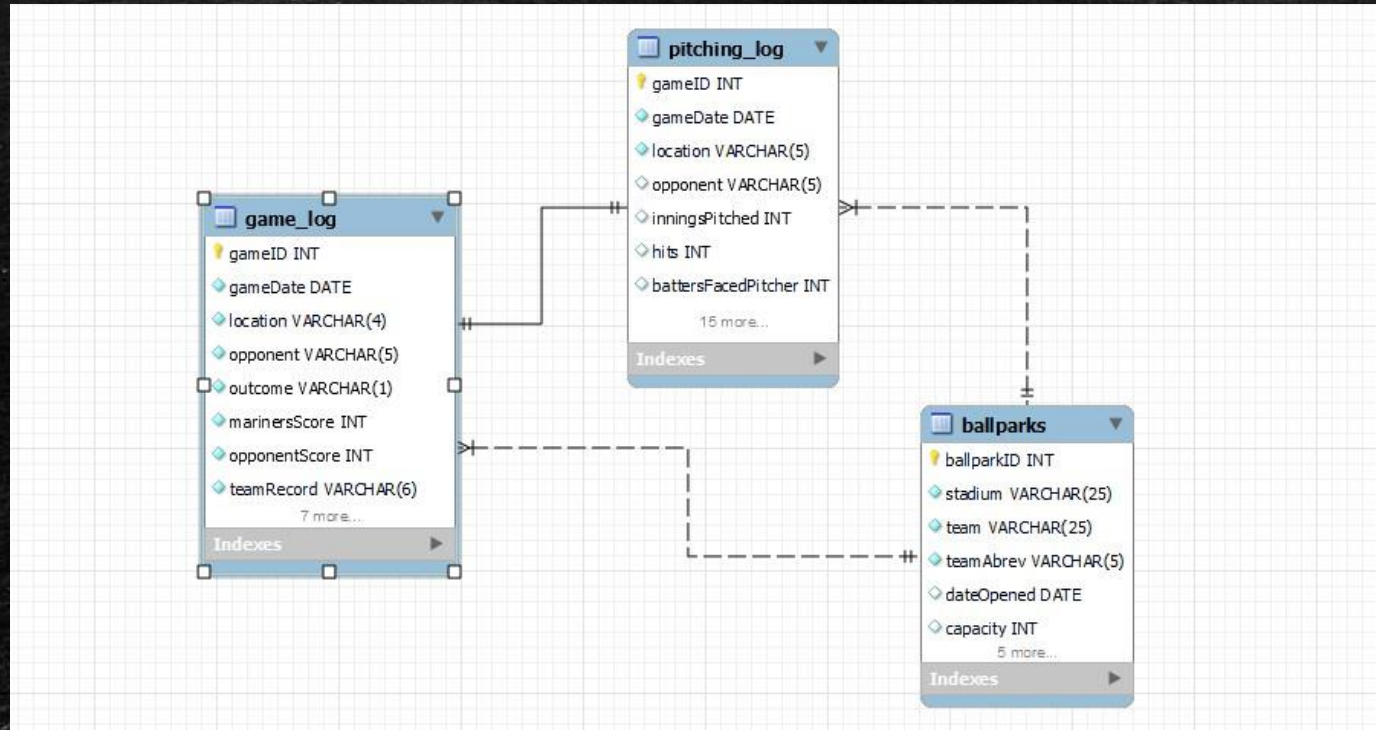 pitching_log
gameID INT
gameDate DATE
location VARCHAR(5)
opponent VARCHAR(5)
inningsPitched INT
hits INT
battersFacedPitcher INT
15 more...
Indexes
game_log
gameID INT
gameDate DATE
location VARCHAR(4)
opponent VARCHAR(5)
outcome VARCHAR(1)
marinersScore INT
opponentScore INT
teamRecord VARCHAR(6)
7 more...
Indexes
ballparks
ballparkID INT
stadium VARCHAR(25)
team VARCHAR(25)
teamAbrev VARCHAR(5)
dateOpened DATE
capacity INT
5 more...
Indexes